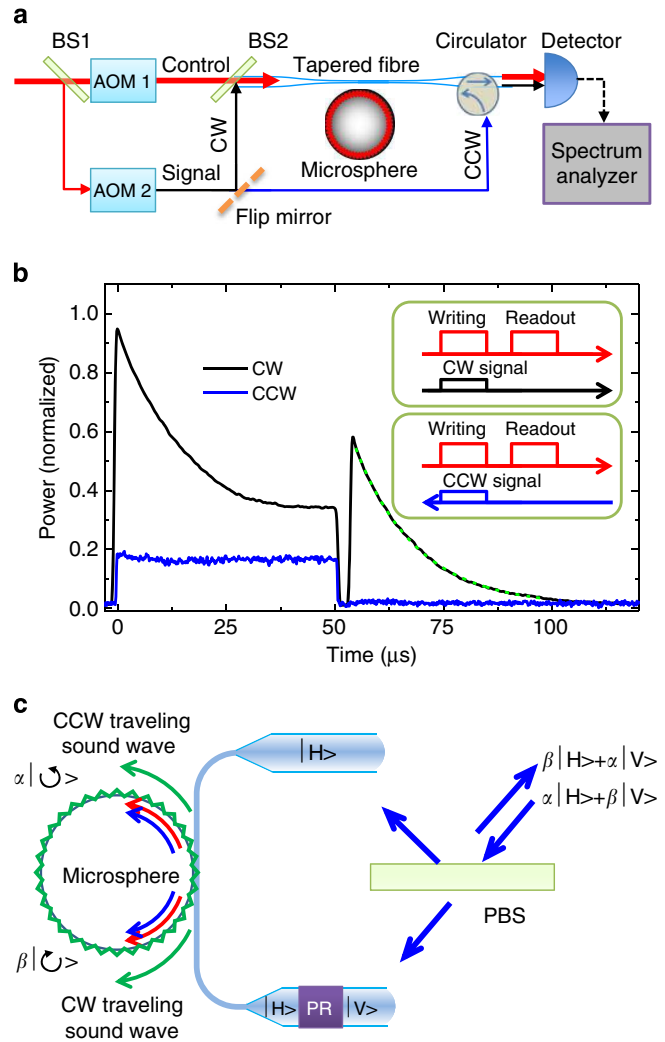 a
BS1
BS2
Circulator
Detector
AOM 1
Control
Tapered fibre
CW
CCW
Microsphere
Spectrum
analyzer
AOM 2
Signal
Flip mirror
b
Power (normalized)
1.0
0.8
0.6
0.4
0.2
0.0
CW
CCW
Writing
Readout
CW signal
Writing
Readout
CCW signal
0
25
50
75
100
Time (μs)
c
CCW traveling
sound wave
α|↺>
|H>
β|H>+α|V>
α|H>+β|V>
Microsphere
PBS
β|↻>
|H>
PR
|V>
CW traveling
sound wave